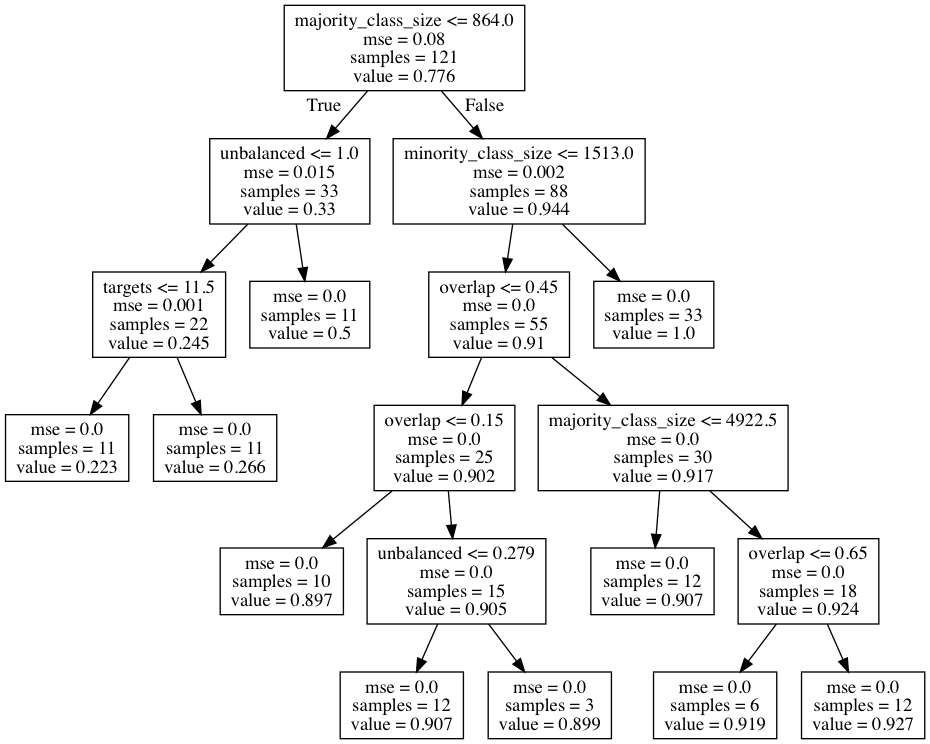 majority_class_size <= 864.0
mse = 0.08
samples = 121
value = 0.776
True
False
unbalanced <= 1.0
mse = 0.015
samples = 33
value = 0.33
minority_class_size <= 1513.0
mse = 0.002
samples = 88
value = 0.944
targets <= 11.5
mse = 0.001
samples = 22
value = 0.245
mse = 0.0
samples = 11
value = 0.5
overlap <= 0.45
mse = 0.0
samples = 55
value = 0.91
mse = 0.0
samples = 33
value = 1.0
mse = 0.0
samples = 11
value = 0.223
mse = 0.0
samples = 11
value = 0.266
overlap <= 0.15
mse = 0.0
samples = 25
value = 0.902
majority_class_size <= 4922.5
mse = 0.0
samples = 30
value = 0.917
mse = 0.0
samples = 10
value = 0.897
unbalanced <= 0.279
mse = 0.0
samples = 15
value = 0.905
mse = 0.0
samples = 12
value = 0.907
overlap <= 0.65
mse = 0.0
samples = 18
value = 0.924
mse = 0.0
samples = 12
value = 0.907
mse = 0.0
samples = 3
value = 0.899
mse = 0.0
samples = 6
value = 0.919
mse = 0.0
samples = 12
value = 0.927